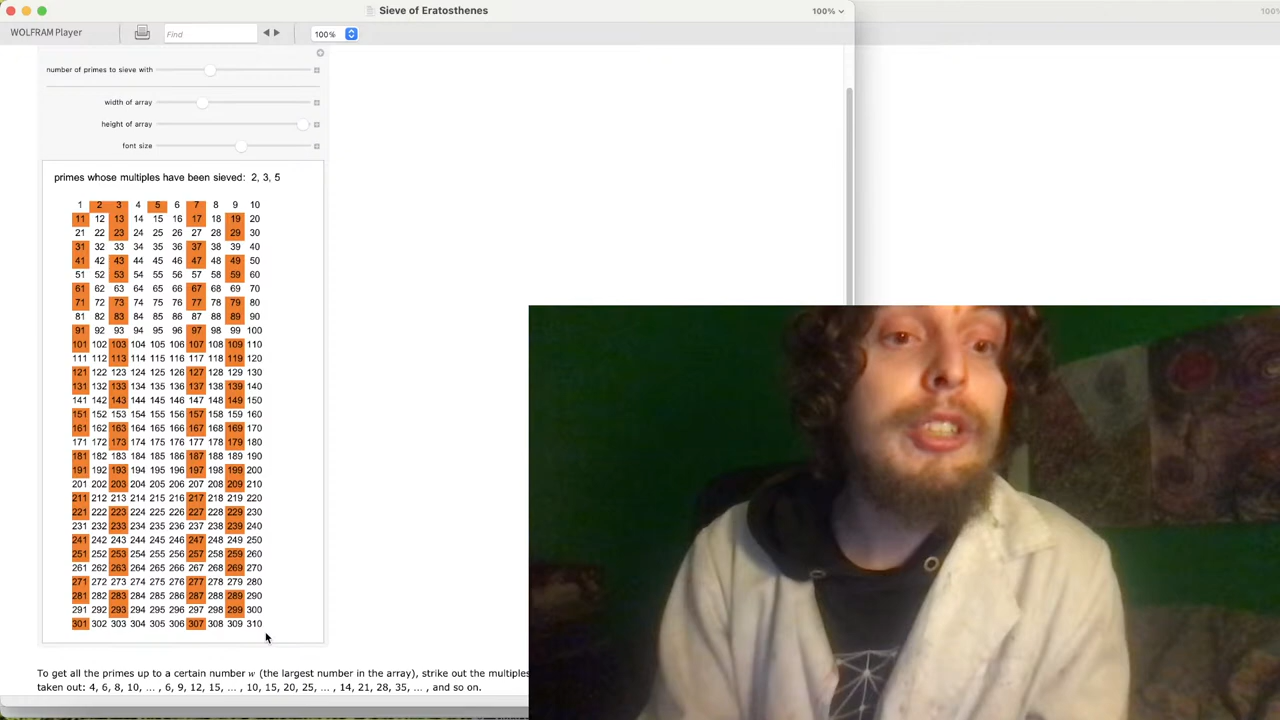 Sieve of Eratosthenes
100%
100%
WOLFRAM Player
Find
100%
number of primes to sieve with
width of array
height of array
font size
primes whose multiples have been sieved: 2, 3, 5
1 2 3 4 5 6 7 8 9 10
11 12 13 14 15 16 17 18 19 20
21 22 23 24 25 26 27 28 29 30
31 32 33 34 35 36 37 38 39 40
41 42 43 44 45 46 47 48 49 50
51 52 53 54 55 56 57 58 59 60
61 62 63 64 65 66 67 68 69 70
71 72 73 74 75 76 77 78 79 80
81 82 83 84 85 86 87 88 89 90
91 92 93 94 95 96 97 98 99 100
101 102 103 104 105 106 107 108 109 110
111 112 113 114 115 116 117 118 119 120
121 122 123 124 125 126 127 128 129 130
131 132 133 134 135 136 137 138 139 140
141 142 143 144 145 146 147 148 149 150
151 152 153 154 155 156 157 158 159 160
161 162 163 164 165 166 167 168 169 170
171 172 173 174 175 176 177 178 179 180
181 182 183 184 185 186 187 188 189 190
191 192 193 194 195 196 197 198 199 200
201 202 203 204 205 206 207 208 209 210
211 212 213 214 215 216 217 218 219 220
221 222 223 224 225 226 227 228 229 230
231 232 233 234 235 236 237 238 239 240
241 242 243 244 245 246 247 248 249 250
251 252 253 254 255 256 257 258 259 260
261 262 263 264 265 266 267 268 269 270
271 272 273 274 275 276 277 278 279 280
281 282 283 284 285 286 287 288 289 290
291 292 293 294 295 296 297 298 299 300
301 302 303 304 305 306 307 308 309 310
To get all the primes up to a certain number w (the largest number in the array), strike out the multiples
taken out: 4, 6, 8, 10, ... , 6, 9, 12, 15, ... , 10, 15, 20, 25, ... , 14, 21, 28, 35, ... , and so on.